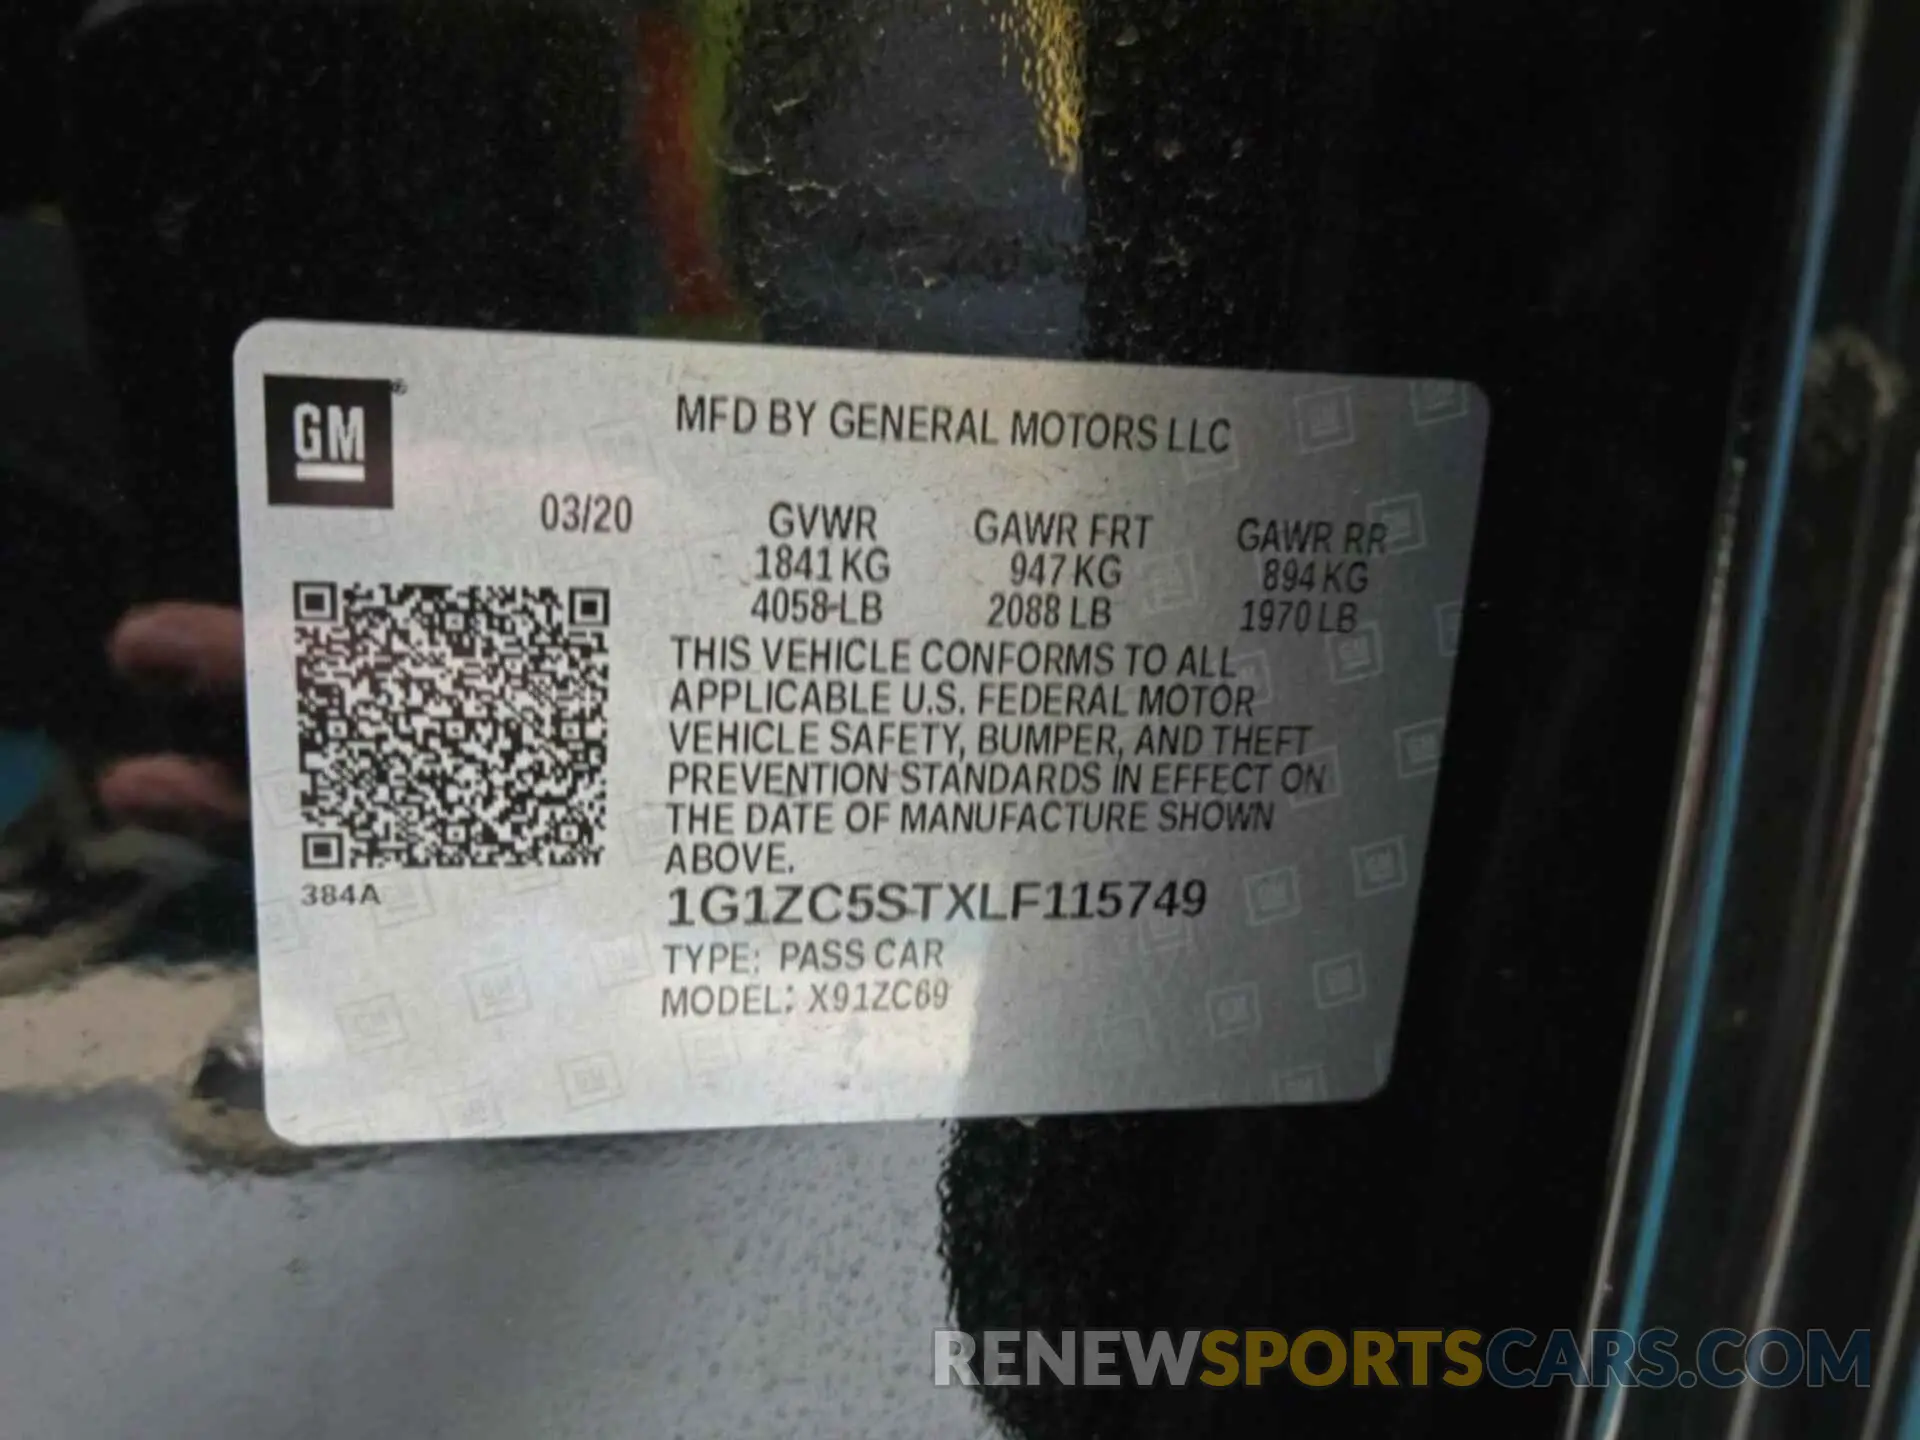 GM
®
MFD BY GENERAL MOTORS LLC
03/20
GVWR GAWR FRT GAWR RR
1841 KG 947 KG 894 KG
4058 LB 2088 LB 1970 LB
THIS VEHICLE CONFORMS TO ALL
APPLICABLE U.S. FEDERAL MOTOR
VEHICLE SAFETY, BUMPER, AND THEFT
PREVENTION STANDARDS IN EFFECT ON
THE DATE OF MANUFACTURE SHOWN
ABOVE.
384A
1G1ZC5STXLF115749
TYPE: PASS CAR
MODEL: X91ZC69
RENEWSPORTSCARS.COM